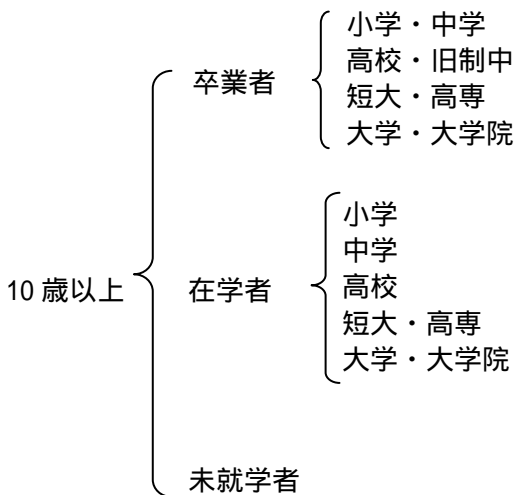 小学・中学
高校・旧制中
卒業者
短大・高専
大学・大学院
小学
中学
10 歳以上
在学者
高校
短大・高専
大学・大学院
未就学者